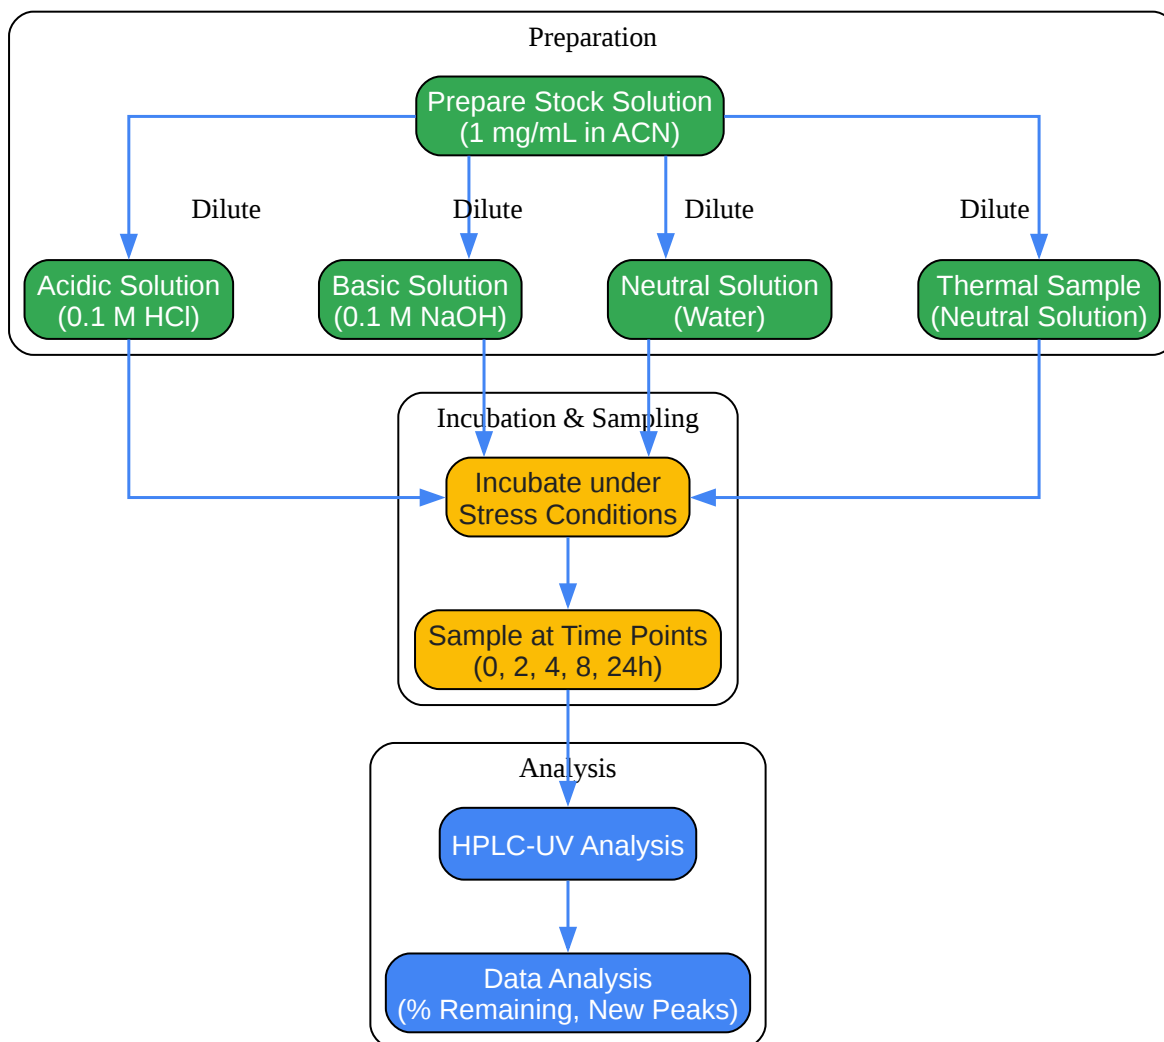 Preparation
Prepare Stock Solution
(1 mg/mL in ACN)
Dilute
Dilute
Dilute
Dilute
Acidic Solution
(0.1 M HCl)
Basic Solution
(0.1 M NaOH)
Neutral Solution
(Water)
Thermal Sample
(Neutral Solution)
Incubation & Sampling
Incubate under
Stress Conditions
Sample at Time Points
(0, 2, 4, 8, 24h)
Analysis
HPLC-UV Analysis
Data Analysis
(% Remaining, New Peaks)